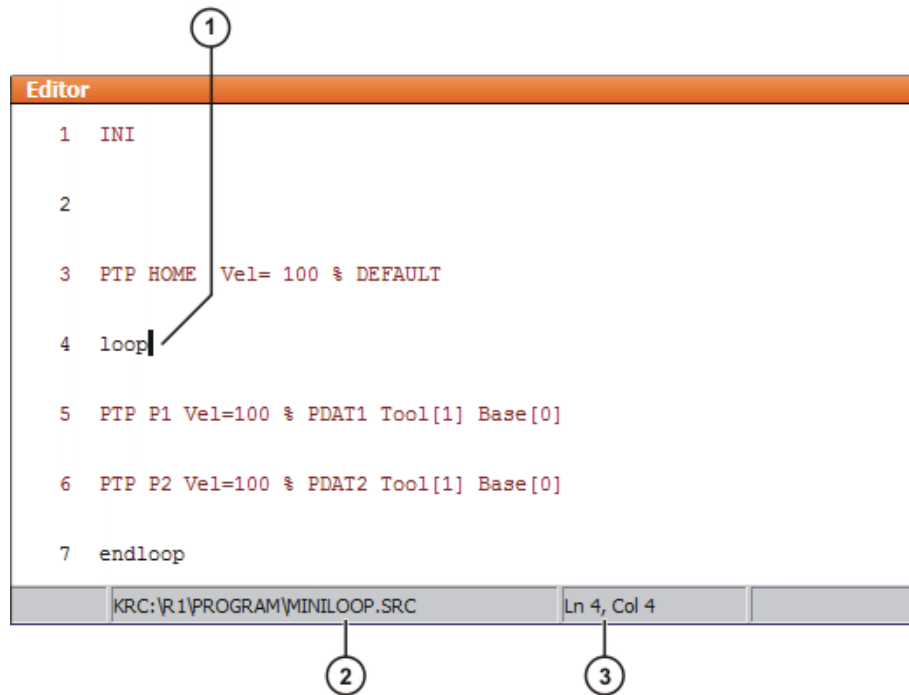 1
Editor
1 INI
2
3 PTP HOME Vel= 100 % DEFAULT
4 loop
5 PTP P1 Vel=100 % PDAT1 Tool[1] Base[0]
6 PTP P2 Vel=100 % PDAT2 Tool[1] Base[0]
7 endloop
KRC:\R1\PROGRAM\MINILOOP.SRC Ln 4, Col 4
2 3